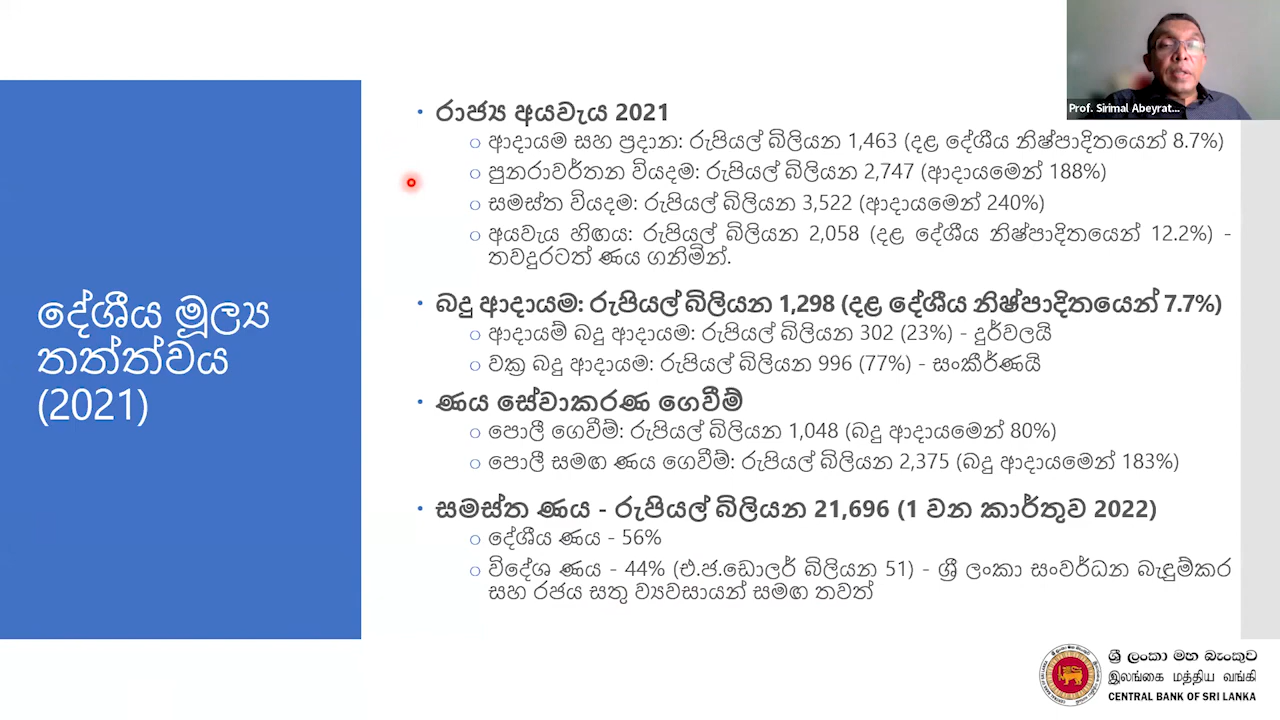 Prof. Sirimal Abeyrat...
දේශීය මූල්‍ය
තත්ත්වය
(2021)
• රාජ්‍ය අයවැය 2021
o ආදායම සහ ප්‍රදාන: රුපියල් බිලියන 1,463 (දළ දේශීය නිෂ්පාදිතයෙන් 8.7%)
o පුනරාවර්තන වියදම: රුපියල් බිලියන 2,747 (ආදායමෙන් 188%)
o සමස්ත වියදම: රුපියල් බිලියන 3,522 (ආදායමෙන් 240%)
o අයවැය හිඟය: රුපියල් බිලියන 2,058 (දළ දේශීය නිෂ්පාදිතයෙන් 12.2%) -
තවදුරටත් ණය ගනිමින්.
• බදු ආදායම: රුපියල් බිලියන 1,298 (දළ දේශීය නිෂ්පාදිතයෙන් 7.7%)
o ආදායම් බදු ආදායම: රුපියල් බිලියන 302 (23%) - දුර්වලයි
o වක්‍ර බදු ආදායම: රුපියල් බිලියන 996 (77%) - සංකීර්ණයි
• ණය සේවාකරණ ගෙවීම්
o පොලී ගෙවීම්: රුපියල් බිලියන 1,048 (බදු ආදායමෙන් 80%)
o පොලී සමඟ ණය ගෙවීම්: රුපියල් බිලියන 2,375 (බදු ආදායමෙන් 183%)
• සමස්ත ණය - රුපියල් බිලියන 21,696 (1 වන කාර්තුව 2022)
o දේශීය ණය - 56%
o විදේශ ණය - 44% (එ.ජ.ඩොලර් බිලියන 51) - ශ්‍රී ලංකා සංවර්ධන බැඳුම්කර
සහ රජය සතු ව්‍යවසායන් සමඟ තවත්
ශ්‍රී ලංකා මහ බැංකුව
இலங்கை மத்திய வங்கி
CENTRAL BANK OF SRI LANKA